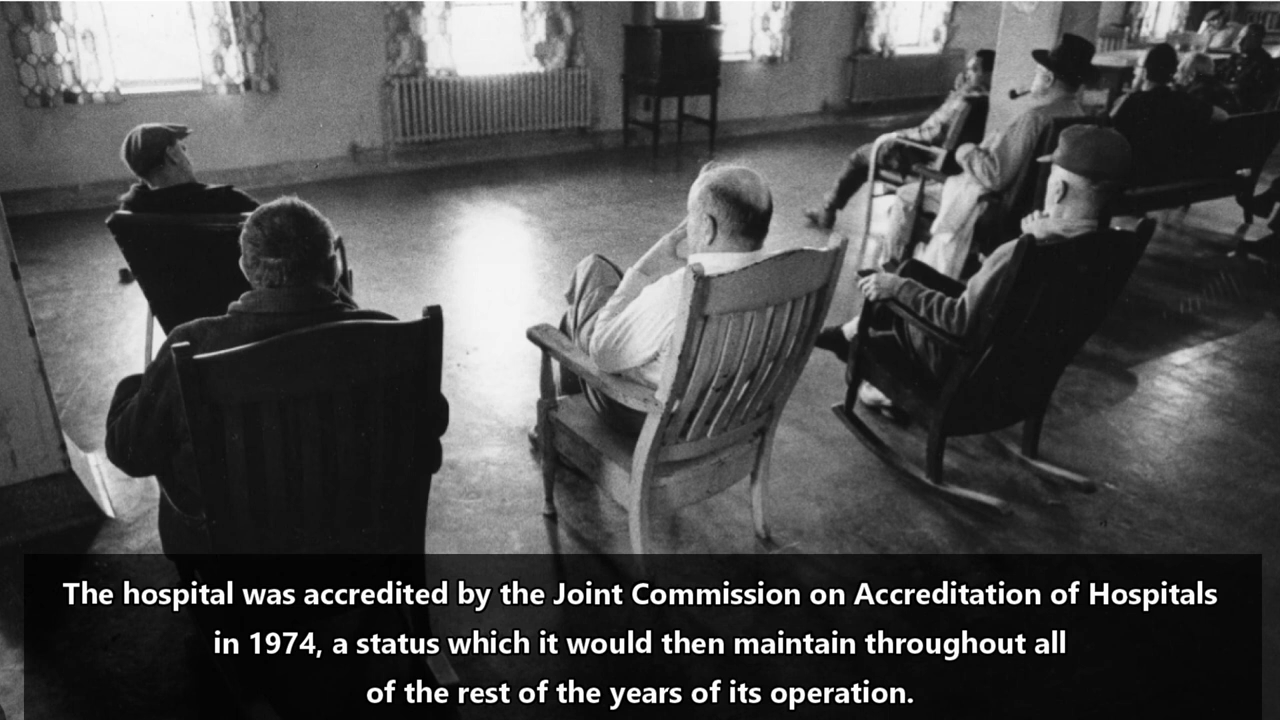 The hospital was accredited by the Joint Commission on Accreditation of Hospitals
in 1974, a status which it would then maintain throughout all
of the rest of the years of its operation.